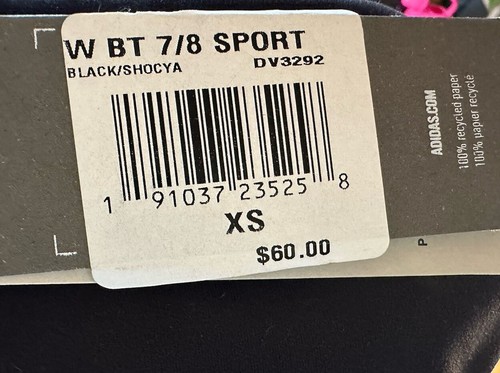 W BT 7/8 SPORT
BLACK/SHOCYA DV3292
1 91037 23525 8
XS
$60.00
ADIDAS.COM
100% recycled paper
100% papier recyclé
P